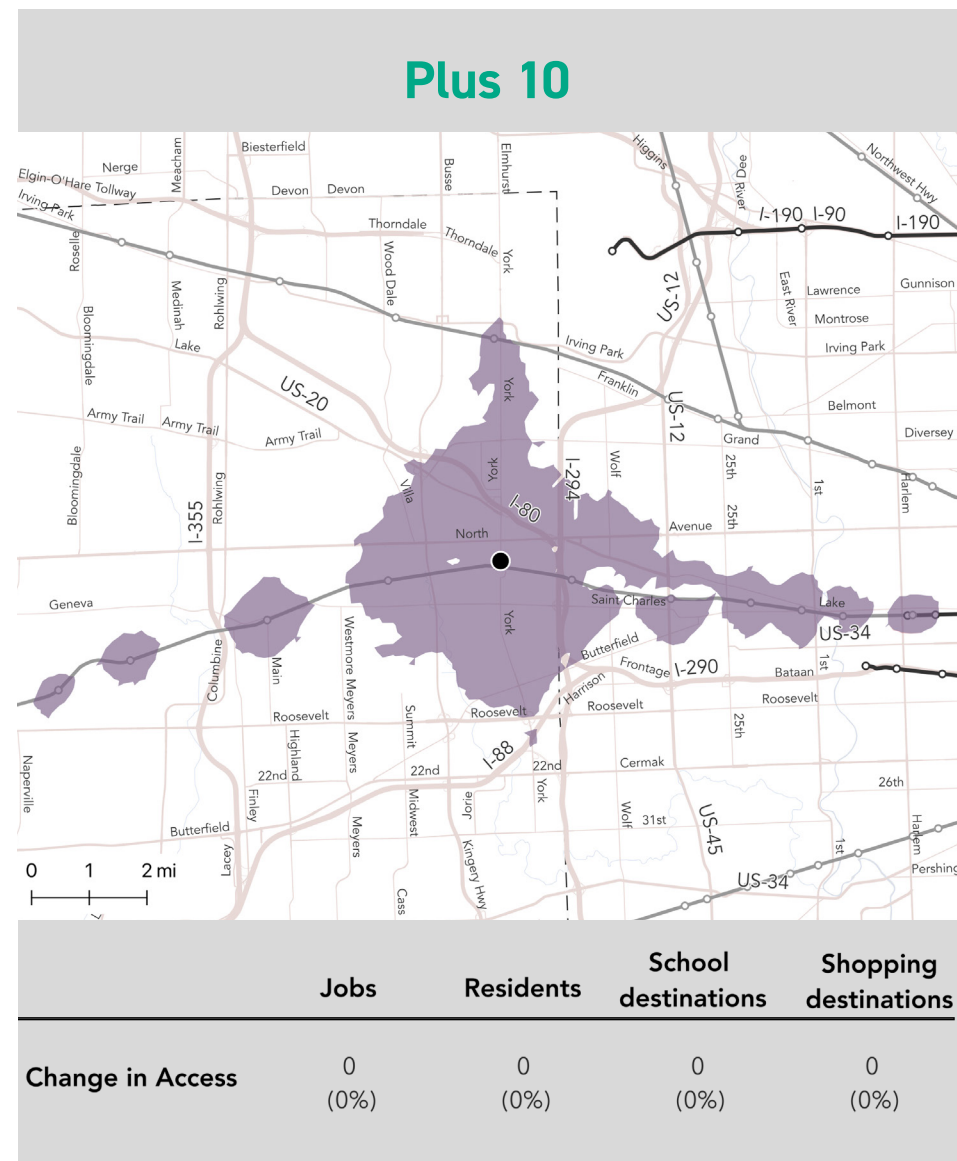 Plus 10
Biesterfield
Higgins
Northwest Hwy
Nerge
Meacham
Busse
Elmhurst
Dee River
Elgin-O'Hare Tollway
Devon
Devon
Irving Park
Thorndale
I-190
I-90
I-190
Roselle
Thorndale
York
Wood Dale
US-12
East River
Gunnison
Lawrence
Medinah
Rohlwing
Montrose
Bloomingdale
Lake
Irving Park
Irving Park
US-20
York
Franklin
US-12
Belmont
Army Trail
Army Trail
Army Trail
Grand
Diversey
Bloomingdale
Rohlwing
Villa
York
I-294
Wolf
25th
1st
Harlem
I-355
I-80
25th
North
Avenue
Geneva
Saint Charles
Lake
York
US-34
Westmore Meyers
Butterfield
Columbine
Main
Frontage
I-290
Bataan
1st
Harrison
Roosevelt
Summit
Roosevelt
Roosevelt
Roosevelt
25th
Highland
Meyers
I-88
22nd
22nd
22nd
Cermak
Naperville
26th
Finley
Midwest
Jorie
York
Wolf
31st
US-45
1st
Harlem
Butterfield
Meyers
Lacey
Kingery Hwy
Pershing
0 1 2 mi
US-34
Cass
Jobs
Residents
School
destinations
Shopping
destinations
Change in Access
0
0
0
0
(0%)
(0%)
(0%)
(0%)